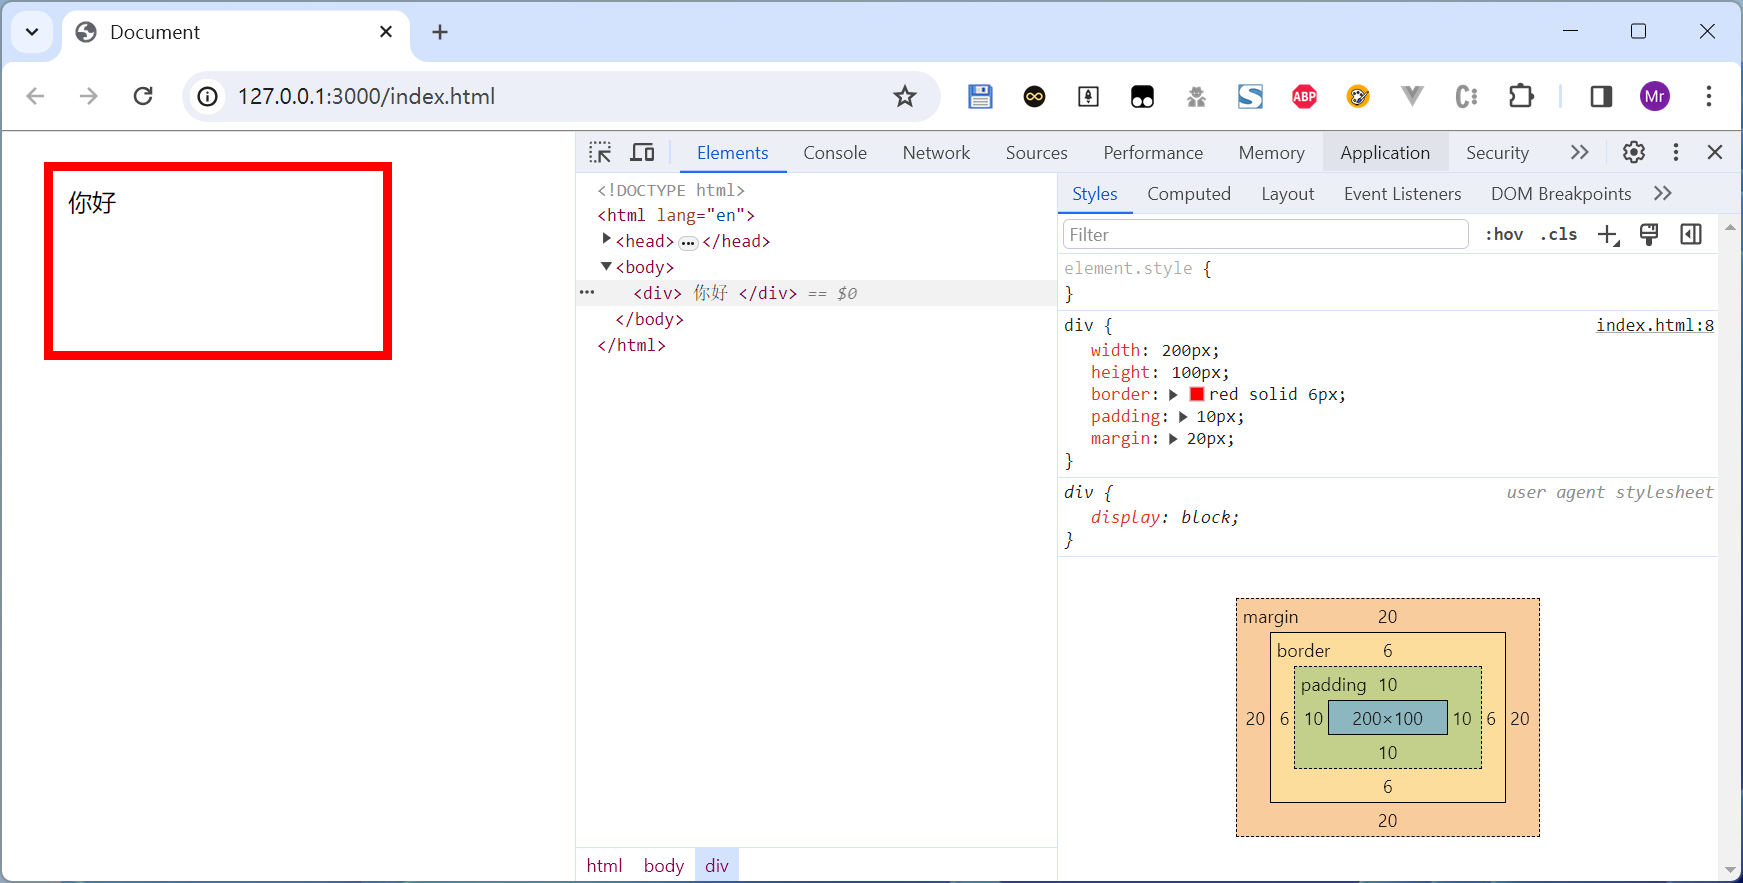 Document
127.0.0.1:3000/index.html
ABP
Mr
你好
Elements Console Network Sources Performance Memory Application Security
<!DOCTYPE html>
<html lang="en">
<head>…</head>
<body>
… <div> 你好 </div> == $0
</body>
</html>
html body div
Styles Computed Layout Event Listeners DOM Breakpoints
Filter :hov .cls
element.style {
}
div { index.html:8
width: 200px;
height: 100px;
border: red solid 6px;
padding: 10px;
margin: 20px;
}
div { user agent stylesheet
display: block;
}
margin 20
border 6
padding 10
20 6 10 200×100 10 6 20
10
6
20